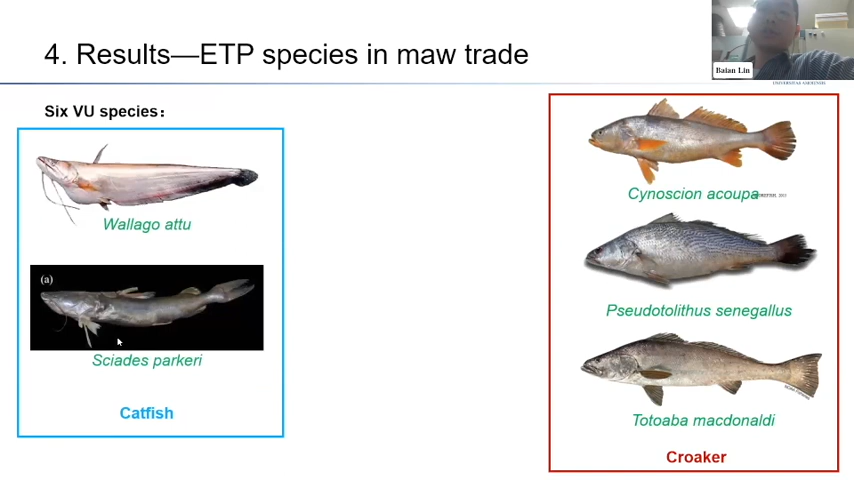 4. Results—ETP species in maw trade
Baian Lin
Six VU species：
Wallago attu
(a)
Sciades parkeri
Catfish
Cynoscion acoupa
Pseudotolithus senegallus
Totoaba macdonaldi
Croaker